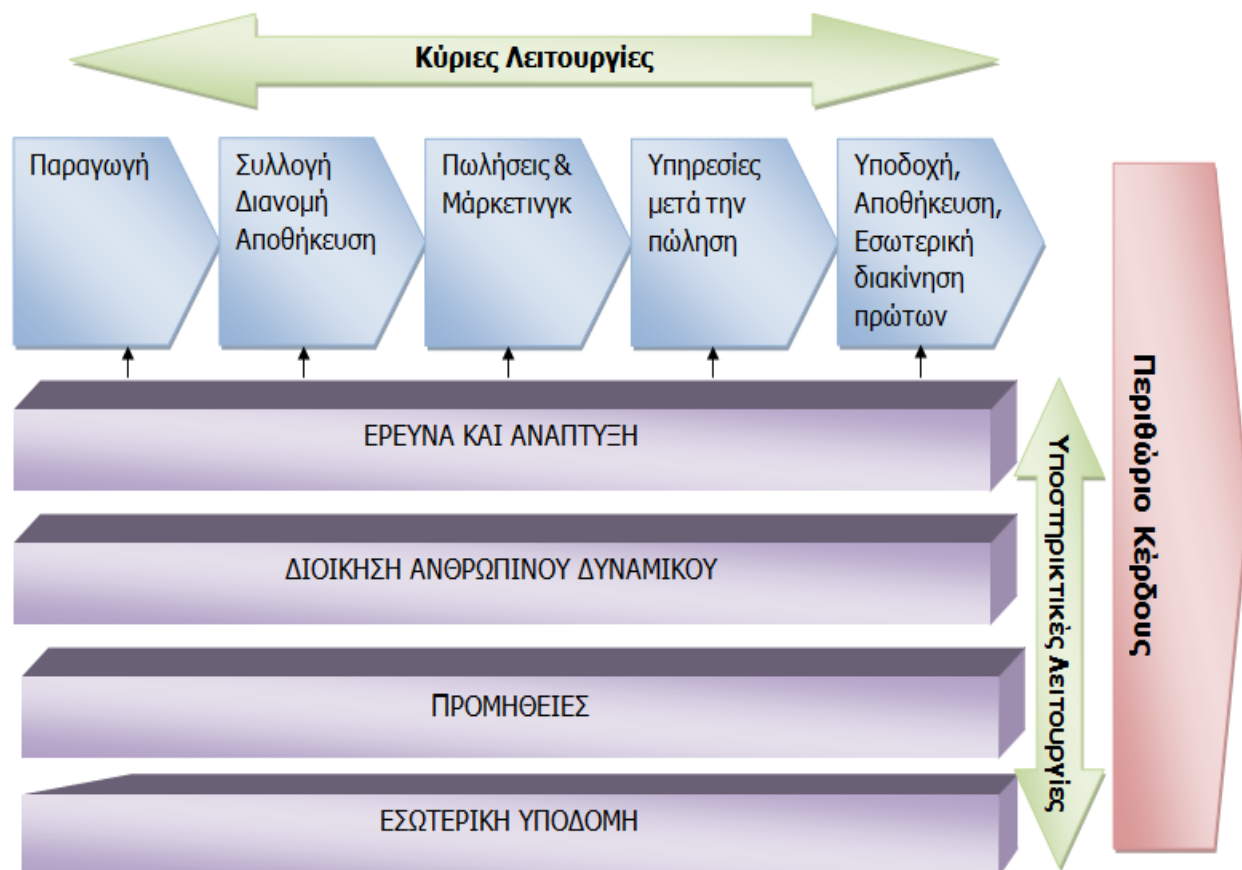 Κύριες Λειτουργίες
Παραγωγή
Συλλογή
Διανομή
Αποθήκευση
Πωλήσεις &
Μάρκετινγκ
Υπηρεσίες
μετά την
πώληση
Υποδοχή,
Αποθήκευση,
Εσωτερική
διακίνηση
πρώτων
ΕΡΕΥΝΑ ΚΑΙ ΑΝΑΠΤΥΞΗ
ΔΙΟΙΚΗΣΗ ΑΝΘΡΩΠΙΝΟΥ ΔΥΝΑΜΙΚΟΥ
ΠΡΟΜΗΘΕΙΕΣ
ΕΣΩΤΕΡΙΚΗ ΥΠΟΔΟΜΗ
Υποστηρικτικές Λειτουργίες
Περιθώριο Κέρδους